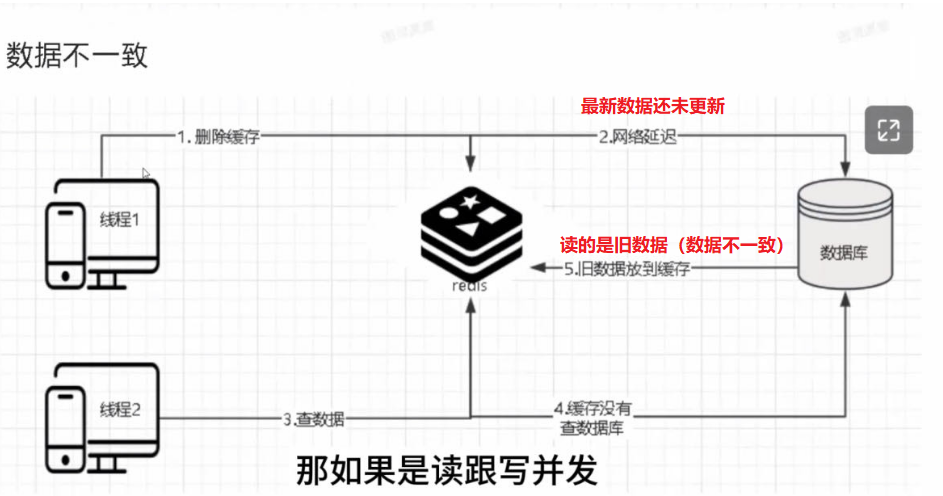 数据不一致
最新数据还未更新
1. 删除缓存
2.网络延迟
线程1
读的是旧数据（数据不一致）
数据库
5.旧数据放到缓存
redis
线程2
3.查数据
4.缓存没有
查数据库
那如果是读跟写并发